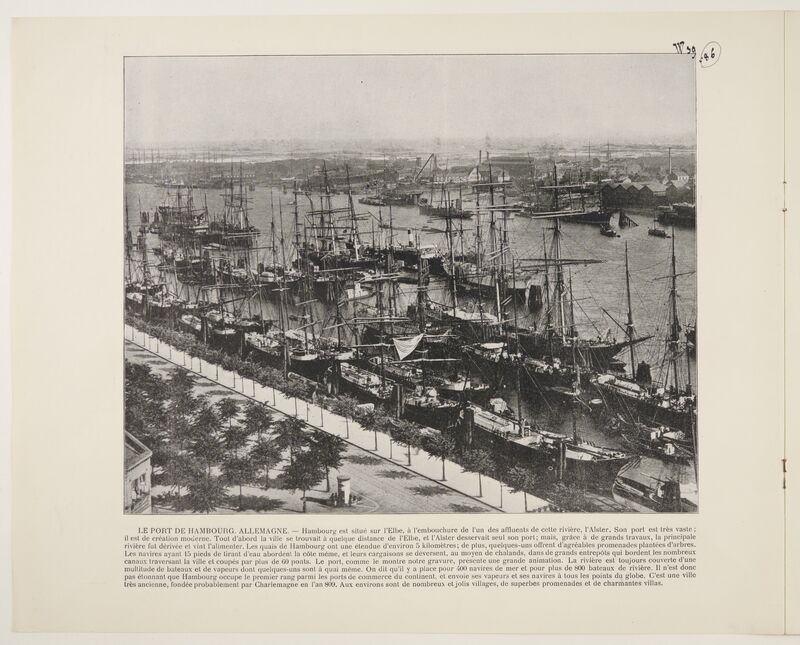 W 39 86
LE PORT DE HAMBOURG. ALLEMAGNE. — Hambourg est situé sur l'Elbe, à l'embouchure de l'un des affluents de cette rivière, l'Alster. Son port est très vaste ;
il est de création moderne. Tout d'abord la ville se trouvait à quelque distance de l'Elbe, et l'Alster desservait seul son port; mais, grâce à de grands travaux, la principale
rivière fut dérivée et vint l'alimenter. Les quais de Hambourg ont une étendue d'environ 5 kilomètres; de plus, quelques-uns offrent d'agréables promenades plantées d'arbres.
Les navires ayant 15 pieds de tirant d'eau abordent la côte même, et leurs cargaisons se déversent, au moyen de chalands, dans de grands entrepôts qui bordent les nombreux
canaux traversant la ville et coupés par plus de 60 ponts. Le port, comme le montre notre gravure, présente une grande animation. La rivière est toujours couverte d'une
multitude de bateaux et de vapeurs dont quelques-uns sont à quai même. On dit qu'il y a place pour 400 navires de mer et pour plus de 800 bateaux de rivière. Il n'est donc
pas étonnant que Hambourg occupe le premier rang parmi les ports de commerce du continent, et envoie ses vapeurs et ses navires à tous les points du globe. C'est une ville
très ancienne, fondée probablement par Charlemagne en l'an 809. Aux environs sont de nombreux et jolis villages, de superbes promenades et de charmantes villas.